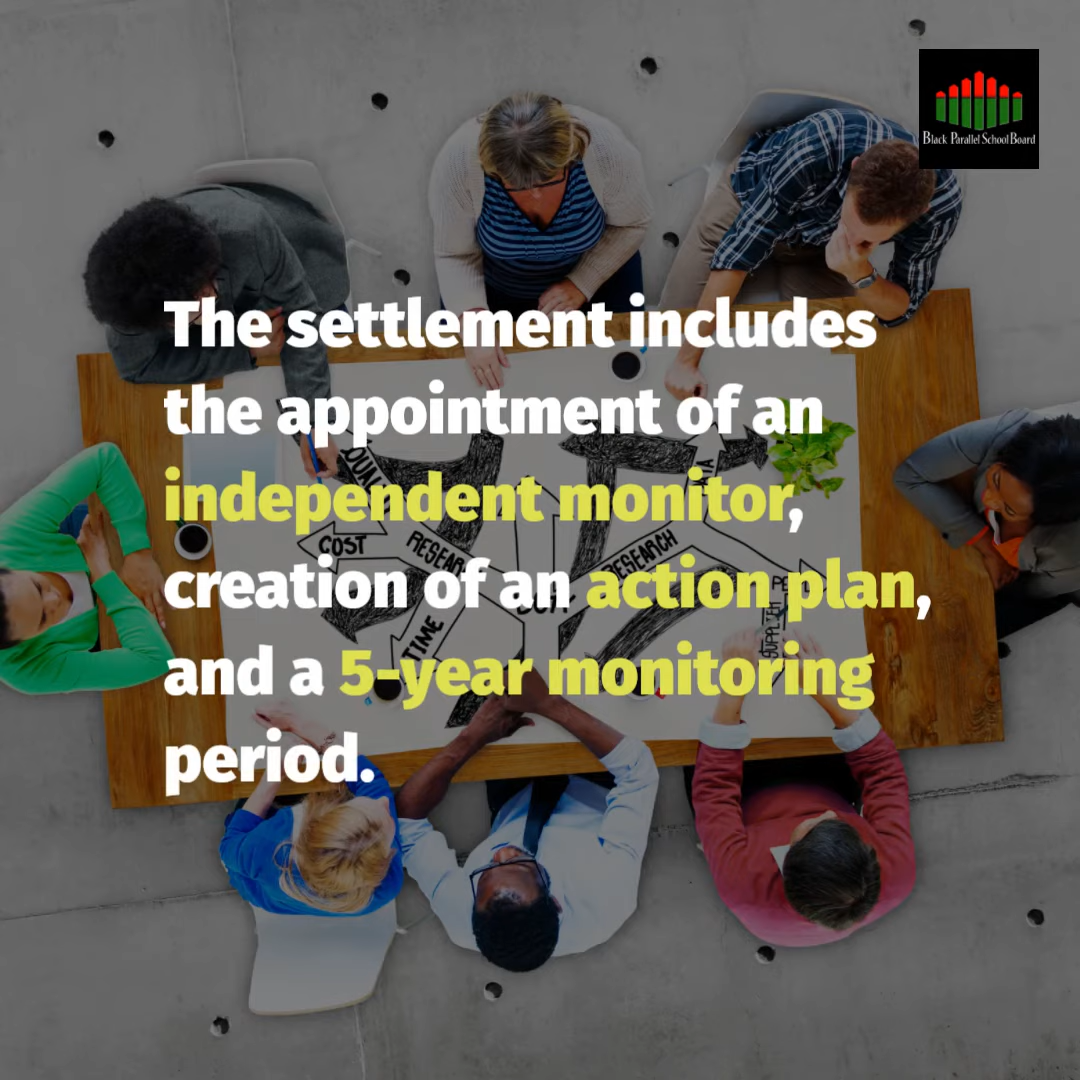 Black Parallel School Board
The settlement includes
the appointment of an
independent monitor,
creation of an action plan,
and a 5-year monitoring
period.
COST
RESEARCH
TIME